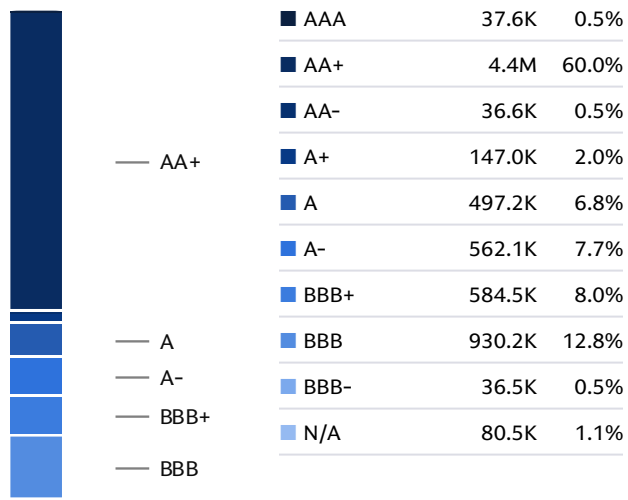 AA+
A
A-
BBB+
BBB
AAA 37.6K 0.5%
AA+ 4.4M 60.0%
AA- 36.6K 0.5%
A+ 147.0K 2.0%
A 497.2K 6.8%
A- 562.1K 7.7%
BBB+ 584.5K 8.0%
BBB 930.2K 12.8%
BBB- 36.5K 0.5%
N/A 80.5K 1.1%